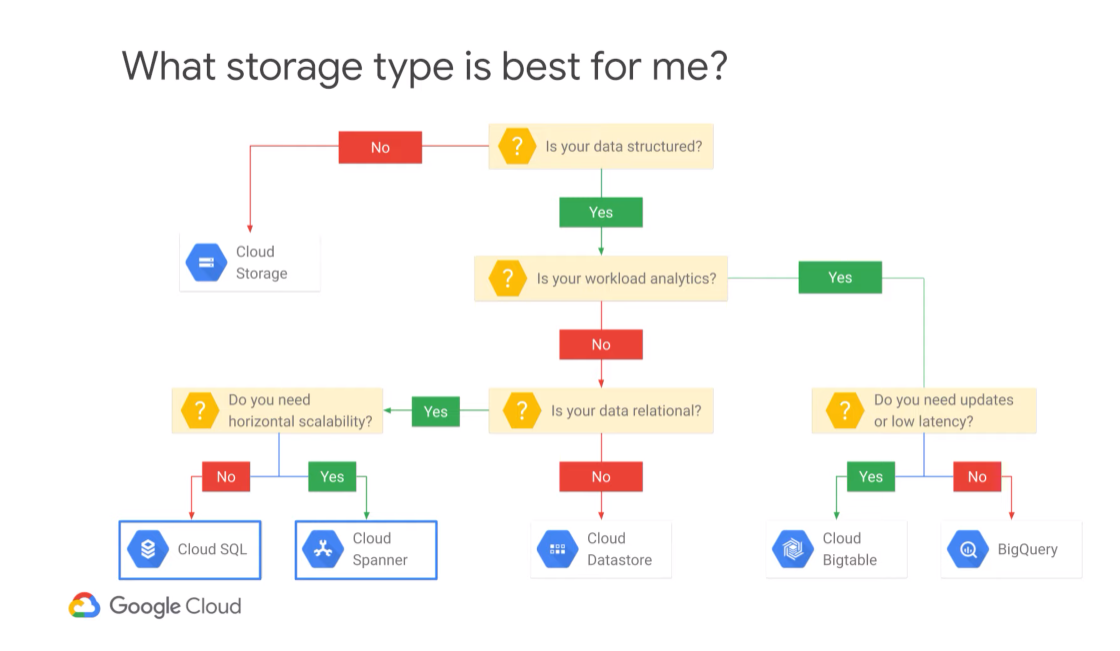 What storage type is best for me?
? Is your data structured?
No
Yes
Cloud
Storage
? Is your workload analytics?
Yes
No
? Do you need
horizontal scalability?
Yes
? Is your data relational?
? Do you need updates
or low latency?
No
Yes
No
Yes
No
Cloud SQL
Cloud
Spanner
Cloud
Datastore
Cloud
Bigtable
BigQuery
Google Cloud